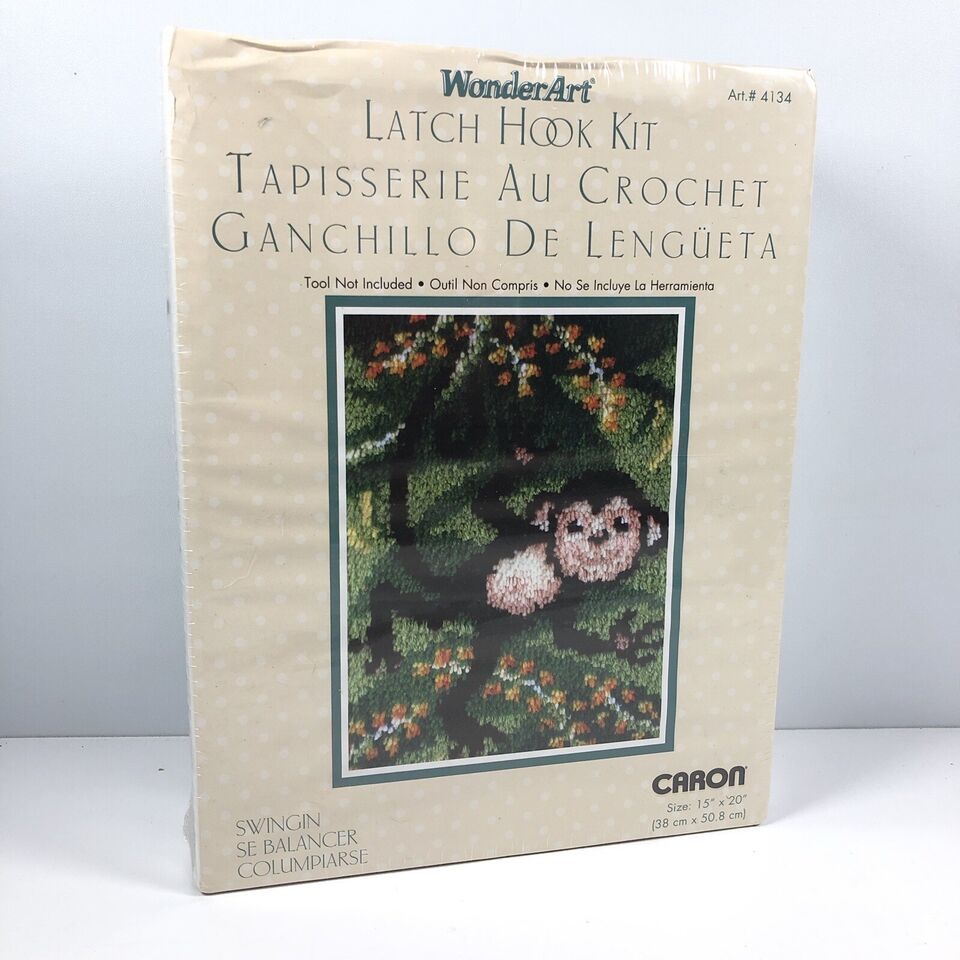 WonderArt®
Art.# 4134
LATCH HOOK KIT
TAPISSERIE AU CROCHET
GANCHILLO DE LENGÜETA
Tool Not Included • Outil Non Compris • No Se Incluye La Herramienta
CARON®
Size: 15" x 20"
(38 cm x 50.8 cm)
SWINGIN
SE BALANCER
COLUMPIARSE